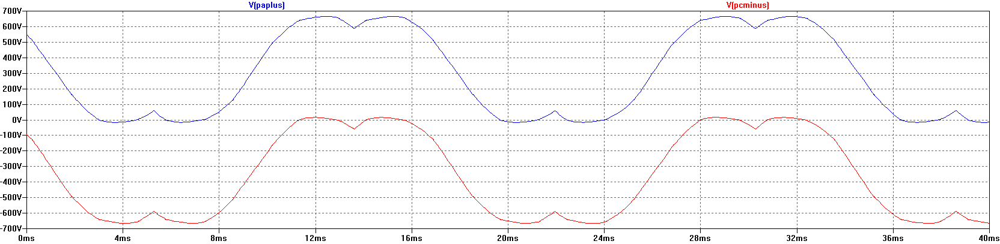 V(paplus) V(pcminus)
700V
600V
500V
400V
300V
200V
100V
0V
-100V
-200V
-300V
-400V
-500V
-600V
-700V
0ms 4ms 8ms 12ms 16ms 20ms 24ms 28ms 32ms 36ms 40ms